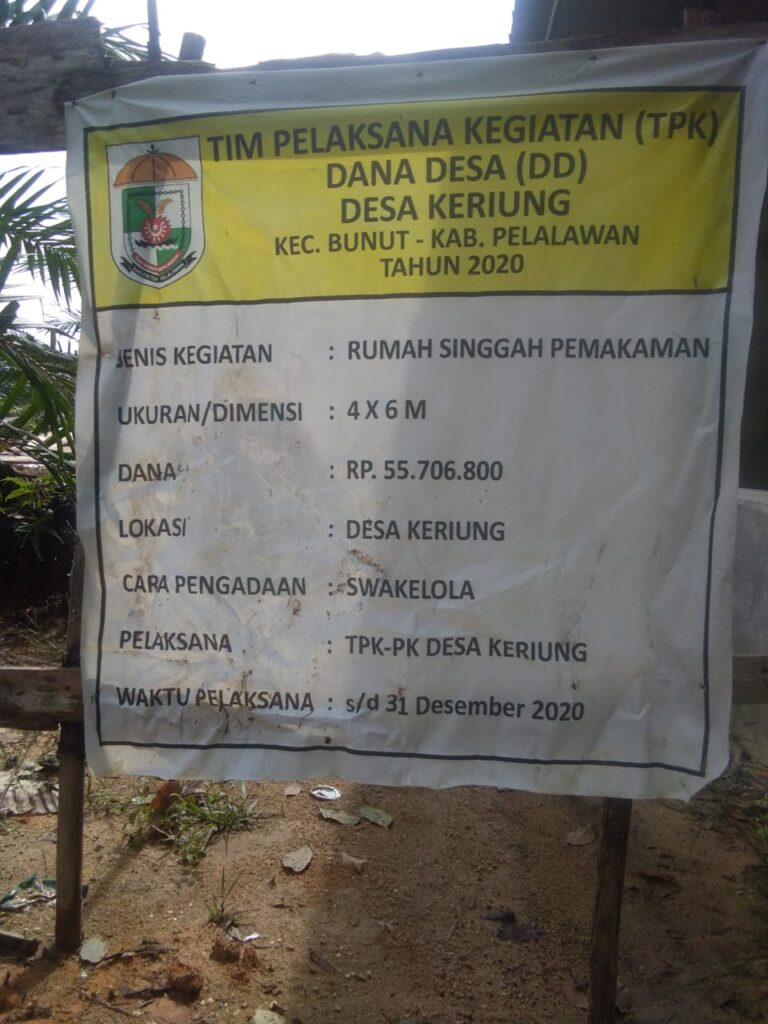 TIM PELAKSANA KEGIATAN (TPK)
DANA DESA (DD)
DESA KERIUNG
KEC. BUNUT - KAB. PELALAWAN
TAHUN 2020
JENIS KEGIATAN : RUMAH SINGGAH PEMAKAMAN
UKURAN/DIMENSI : 4 X 6 M
DANA : RP. 55.706.800
LOKASI : DESA KERIUNG
CARA PENGADAAN : SWAKELOLA
PELAKSANA : TPK-PK DESA KERIUNG
WAKTU PELAKSANA : s/d 31 Desember 2020